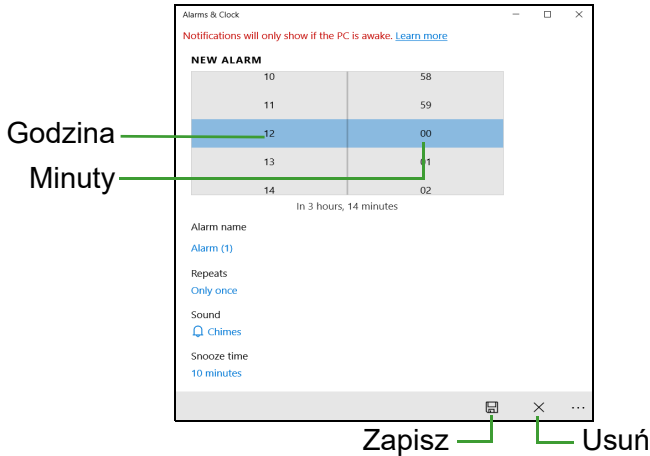 Alarms & Clock
Notifications will only show if the PC is awake. Learn more
NEW ALARM
10 58
11 59
Godzina 12 00
13 01
Minuty
14 02
In 3 hours, 14 minutes
Alarm name
Alarm (1)
Repeats
Only once
Sound
Chimes
Snooze time
10 minutes
Zapisz Usuń